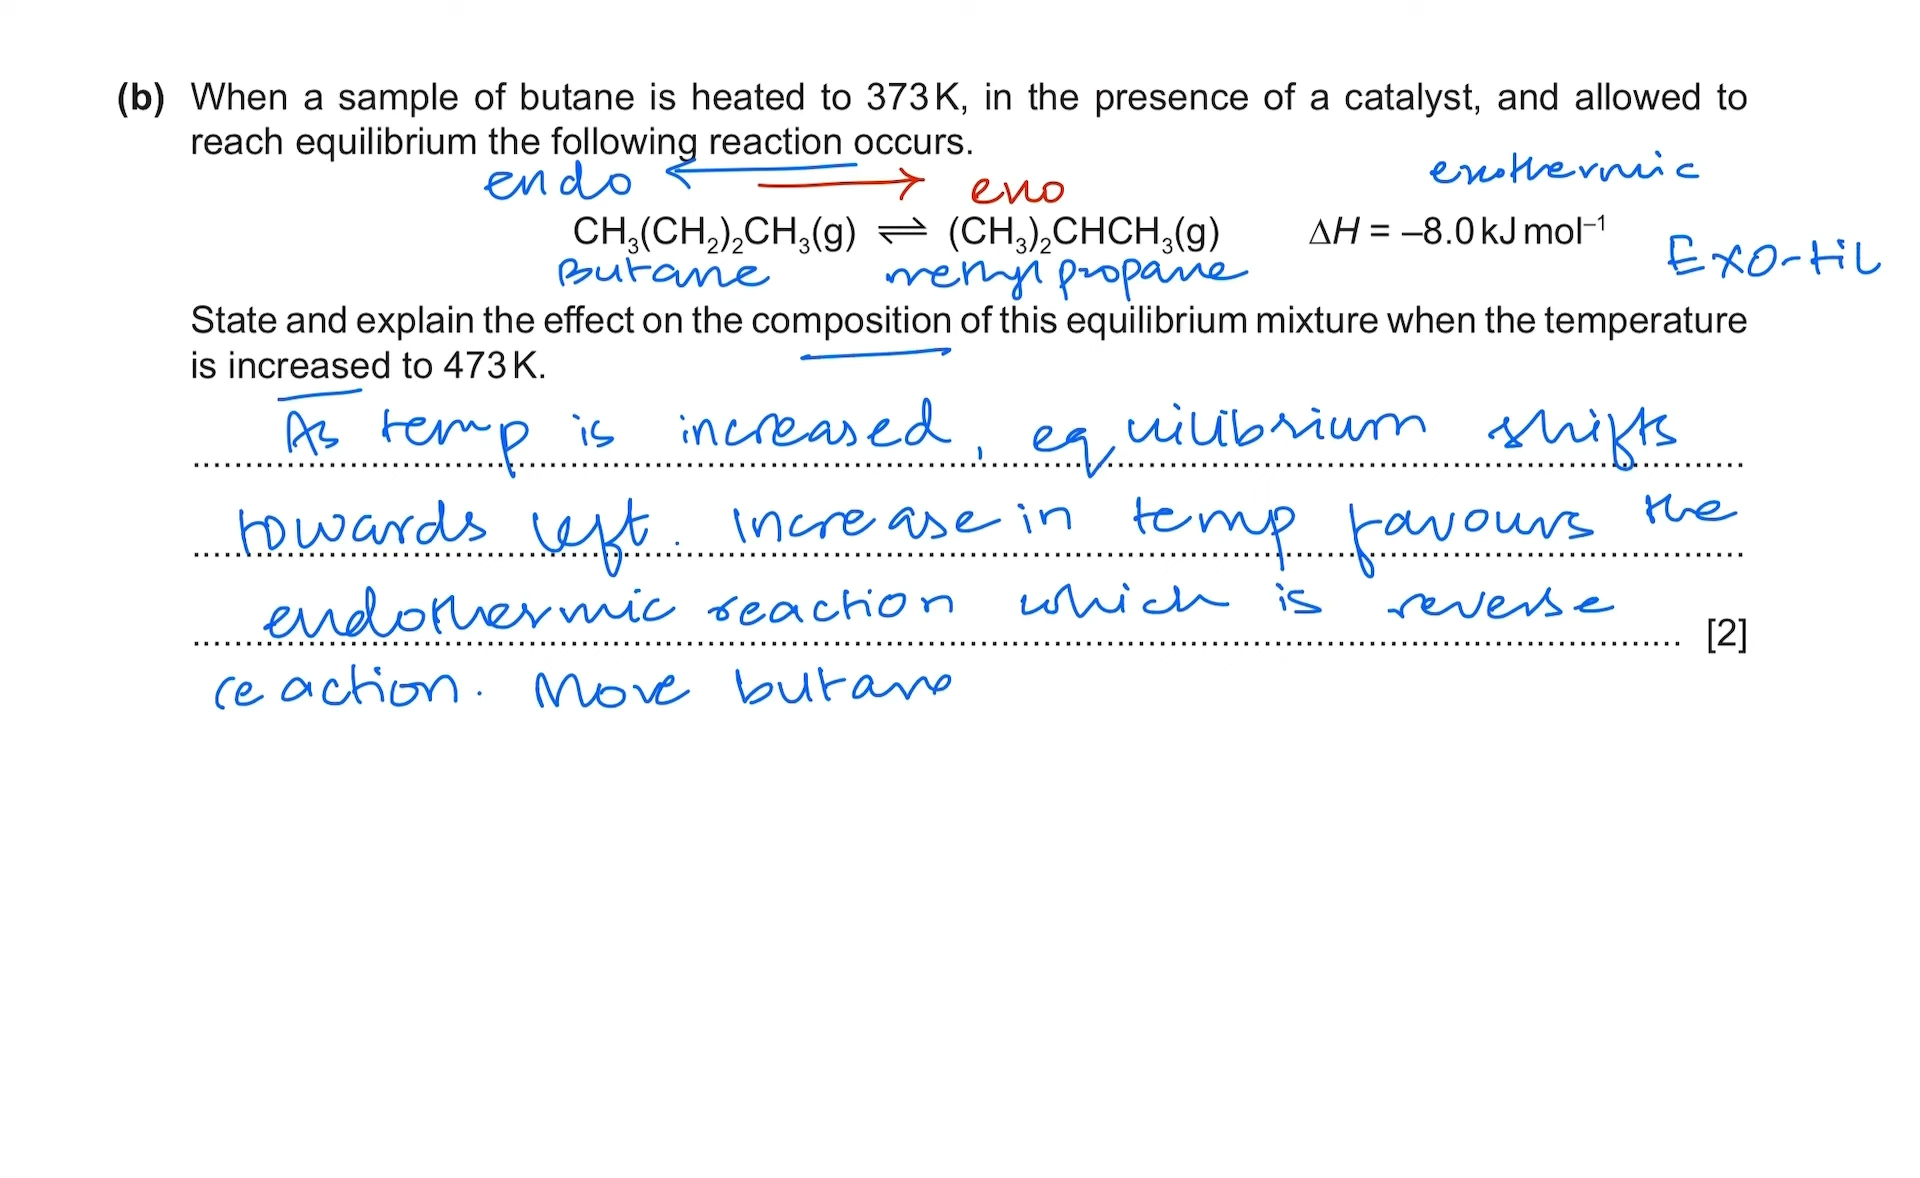 (b) When a sample of butane is heated to 373 K, in the presence of a catalyst, and allowed to
reach equilibrium the following reaction occurs.
endo exo exothermic
CH₃(CH₂)₂CH₃(g) ⇌ (CH₃)₂CHCH₃(g) ΔH = –8.0 kJ mol⁻¹
Butane methyl propane Exo-til
State and explain the effect on the composition of this equilibrium mixture when the temperature
is increased to 473 K.
As temp is increased, equilibrium shifts
towards left. Increase in temp favours the
endothermic reaction which is reverse
[2]
reaction. More butane